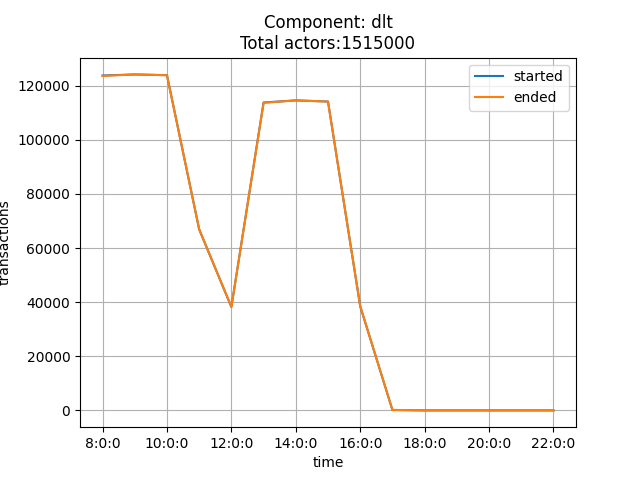 Component: dlt
Total actors:1515000
started
ended
120000
100000
80000
60000
40000
20000
0
transactions
8:0:0 10:0:0 12:0:0 14:0:0 16:0:0 18:0:0 20:0:0 22:0:0
time